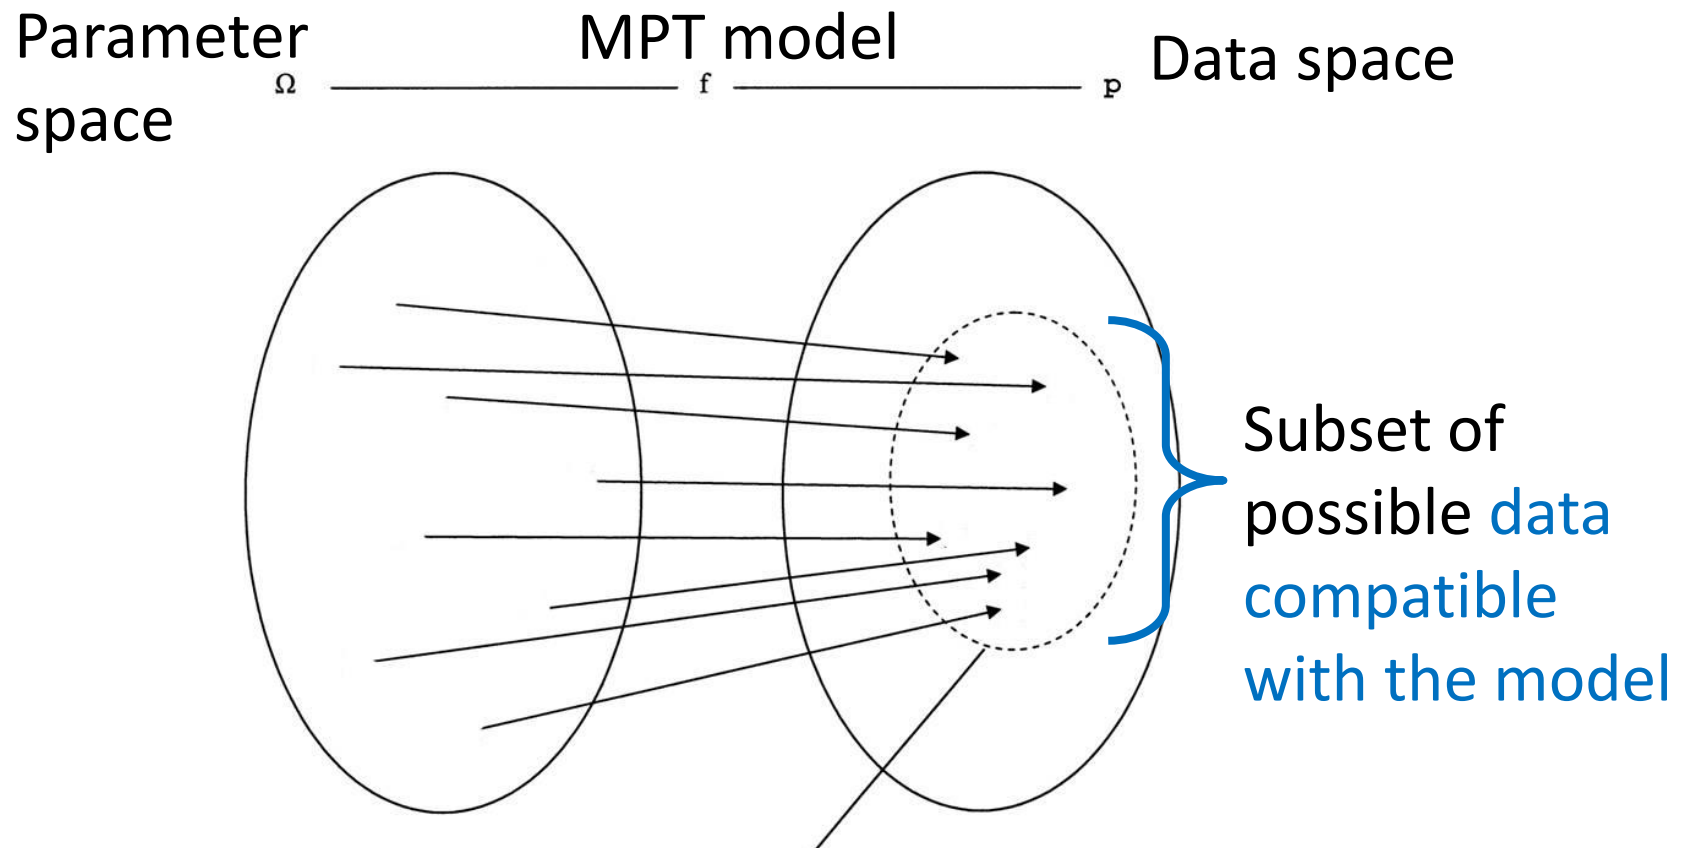 Parameter
space
MPT model
Data space
Ω
f
p
Subset of
possible data
compatible
with the model